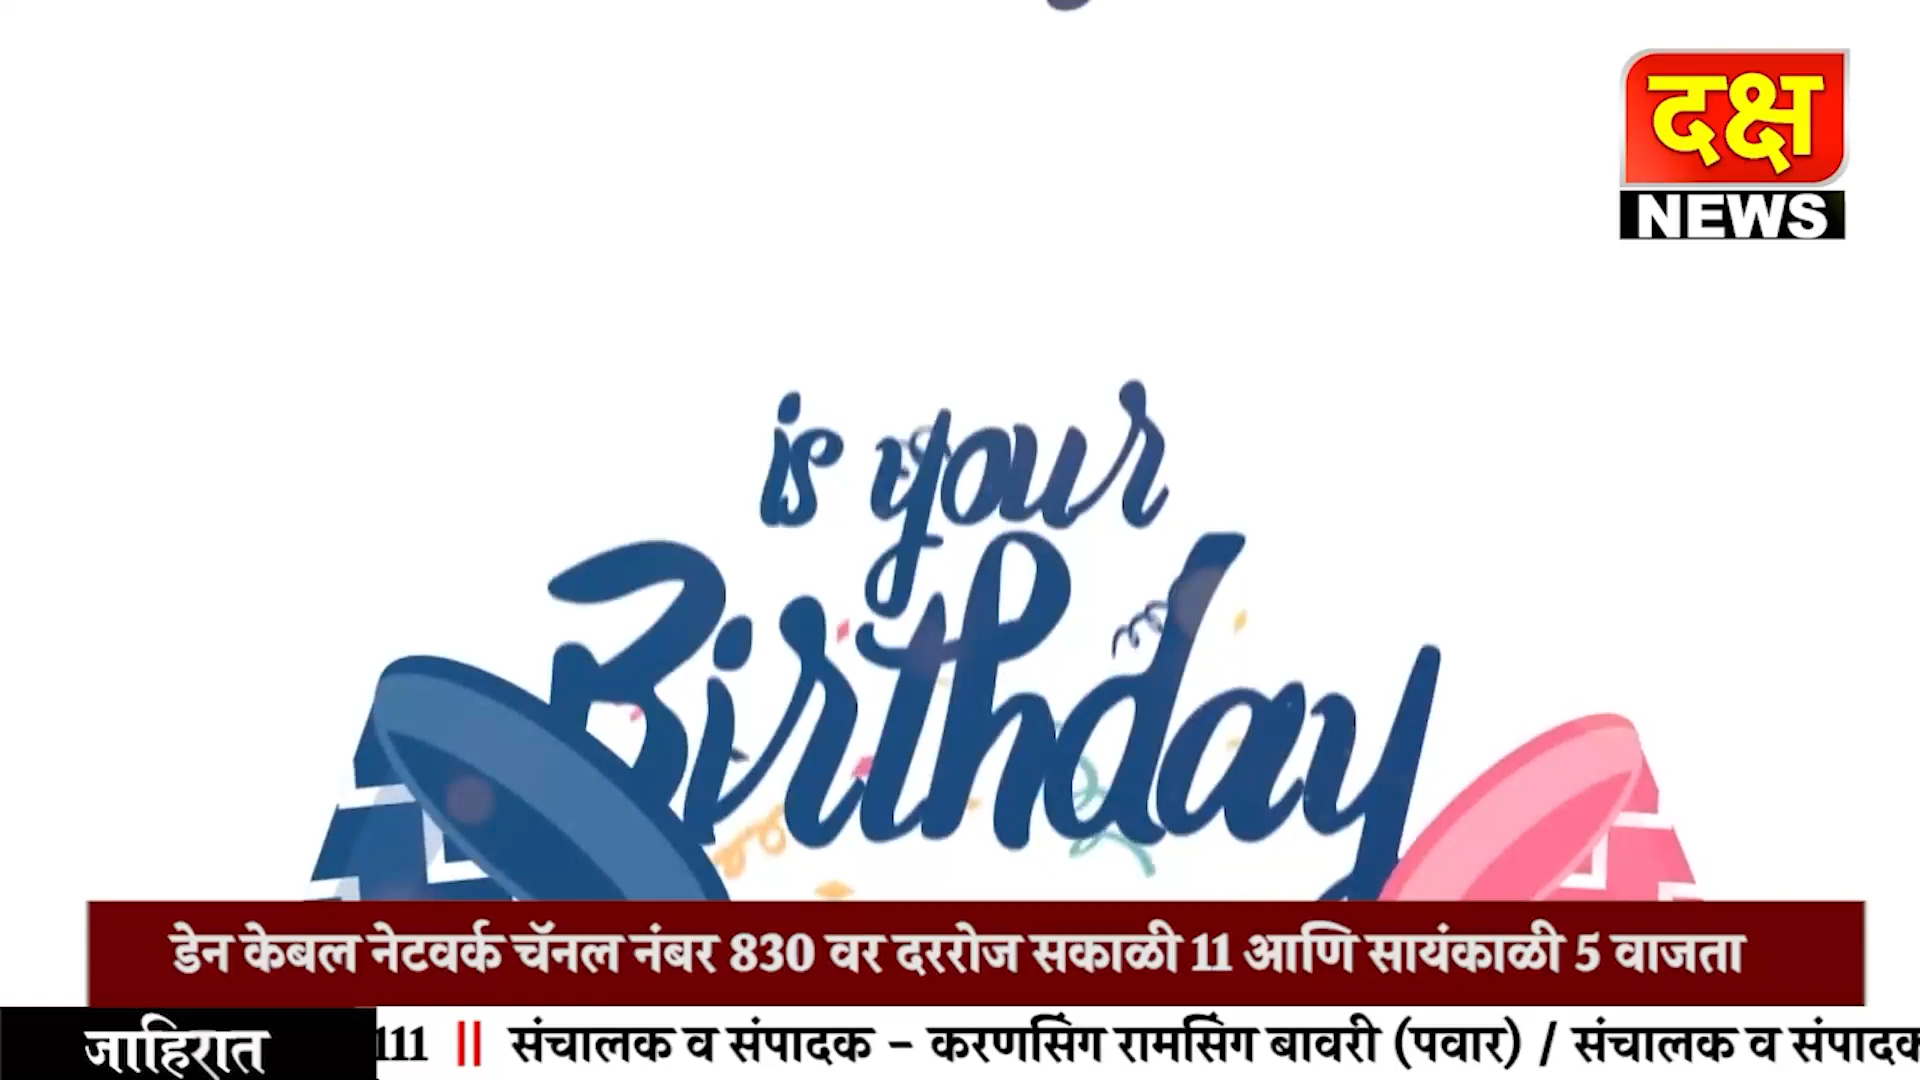 दक्ष
NEWS
is your
Birthday
डेन केबल नेटवर्क चॅनल नंबर 830 वर दररोज सकाळी 11 आणि सायंकाळी 5 वाजता
जाहिरात
111 || संचालक व संपादक - करणसिंग रामसिंग बावरी (पवार) / संचालक व संपादक